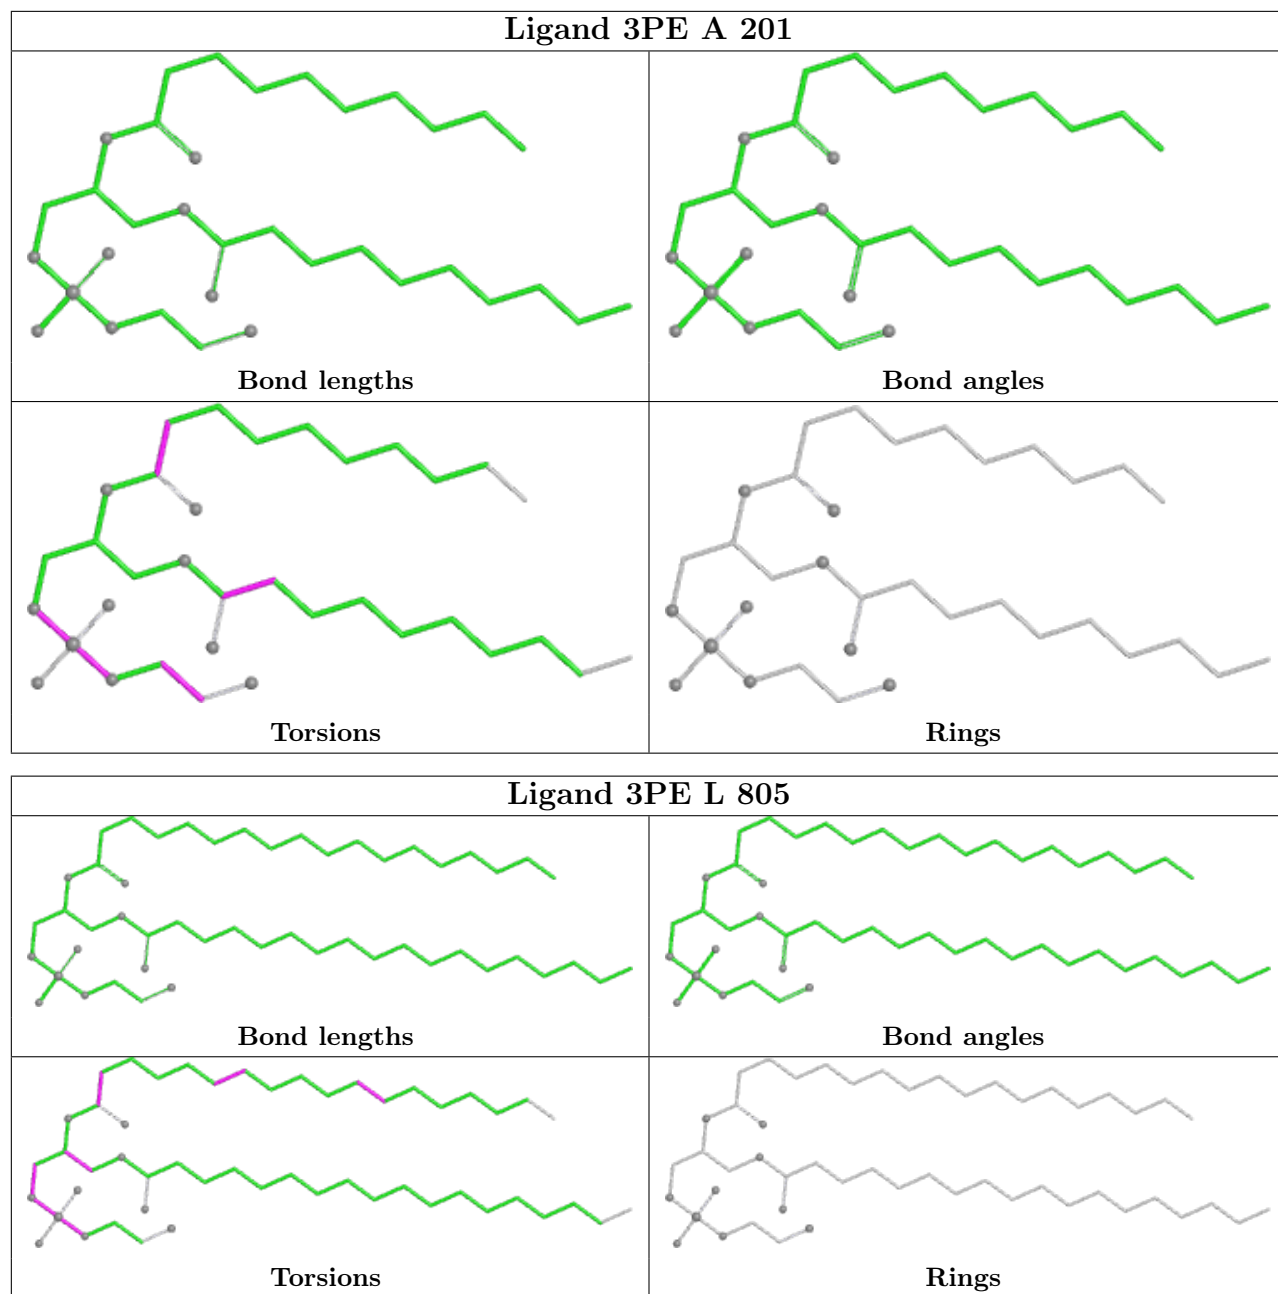 Ligand 3PE A 201
Bond lengths
Bond angles
Torsions
Rings
Ligand 3PE L 805
Bond lengths
Bond angles
Torsions
Rings